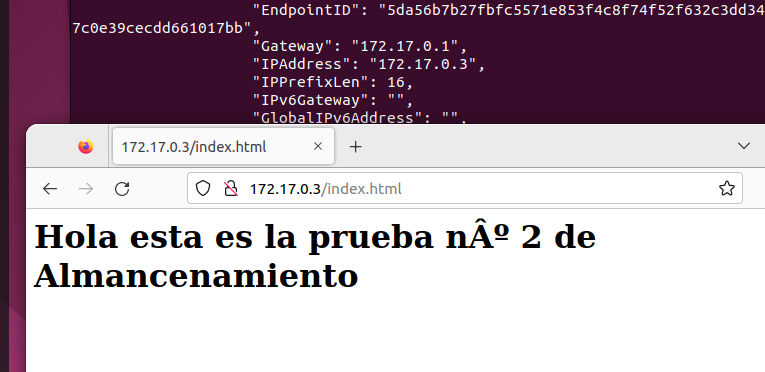 "EndpointID": "5da56b7b27fbfc5571e853f4c8f74f52f632c3dd34
7c0e39cecdd661017bb",
"Gateway": "172.17.0.1",
"IPAddress": "172.17.0.3",
"IPPrefixLen": 16,
"IPv6Gateway": "",
"GlobalIPv6Address": "",
172.17.0.3/index.html
172.17.0.3/index.html
Hola esta es la prueba nÂº 2 de
Almancenamiento